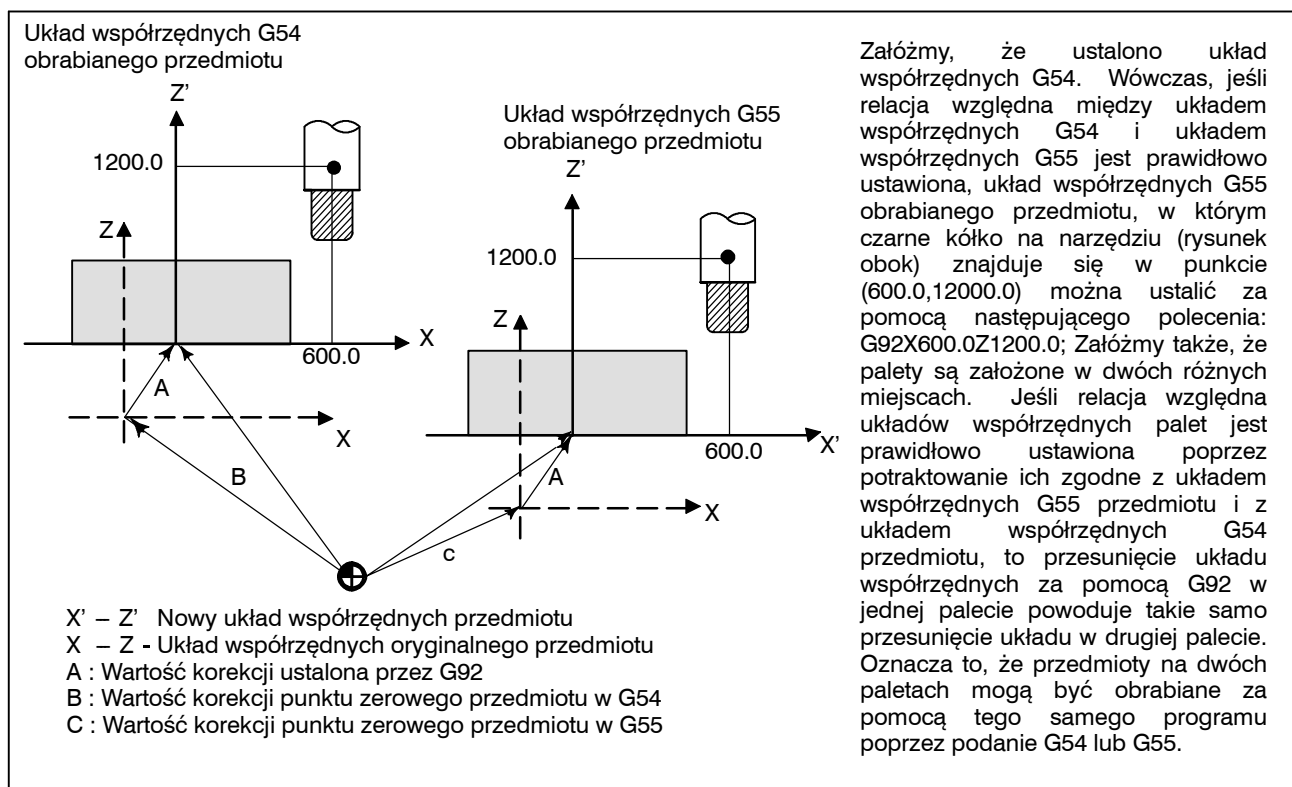 Układ współrzędnych G54
obrabianego przedmiotu
Z’
1200.0
Z
X
600.0
A
X
B
Układ współrzędnych G55
obrabianego przedmiotu
Z’
1200.0
Z
X’
600.0
A
X
c
X’ – Z’ Nowy układ współrzędnych przedmiotu
X – Z - Układ współrzędnych oryginalnego przedmiotu
A : Wartość korekcji ustalona przez G92
B : Wartość korekcji punktu zerowego przedmiotu w G54
C : Wartość korekcji punktu zerowego przedmiotu w G55
Załóżmy, że ustalono układ
współrzędnych G54. Wówczas, jeśli
relacja względna między układem
współrzędnych G54 i układem
współrzędnych G55 jest prawidłowo
ustawiona, układ współrzędnych G55
obrabianego przedmiotu, w którym
czarne kółko na narzędziu (rysunek
obok) znajduje się w punkcie
(600.0,12000.0) można ustalić za
pomocą następującego polecenia:
G92X600.0Z1200.0; Załóżmy także, że
palety są założone w dwóch różnych
miejscach. Jeśli relacja względna
układów współrzędnych palet jest
prawidłowo ustawiona poprzez
potraktowanie ich zgodne z układem
współrzędnych G55 przedmiotu i z
układem współrzędnych G54
przedmiotu, to przesunięcie układu
współrzędnych za pomocą G92 w
jednej palecie powoduje takie samo
przesunięcie układu w drugiej palecie.
Oznacza to, że przedmioty na dwóch
paletach mogą być obrabiane za
pomocą tego samego programu
poprzez podanie G54 lub G55.